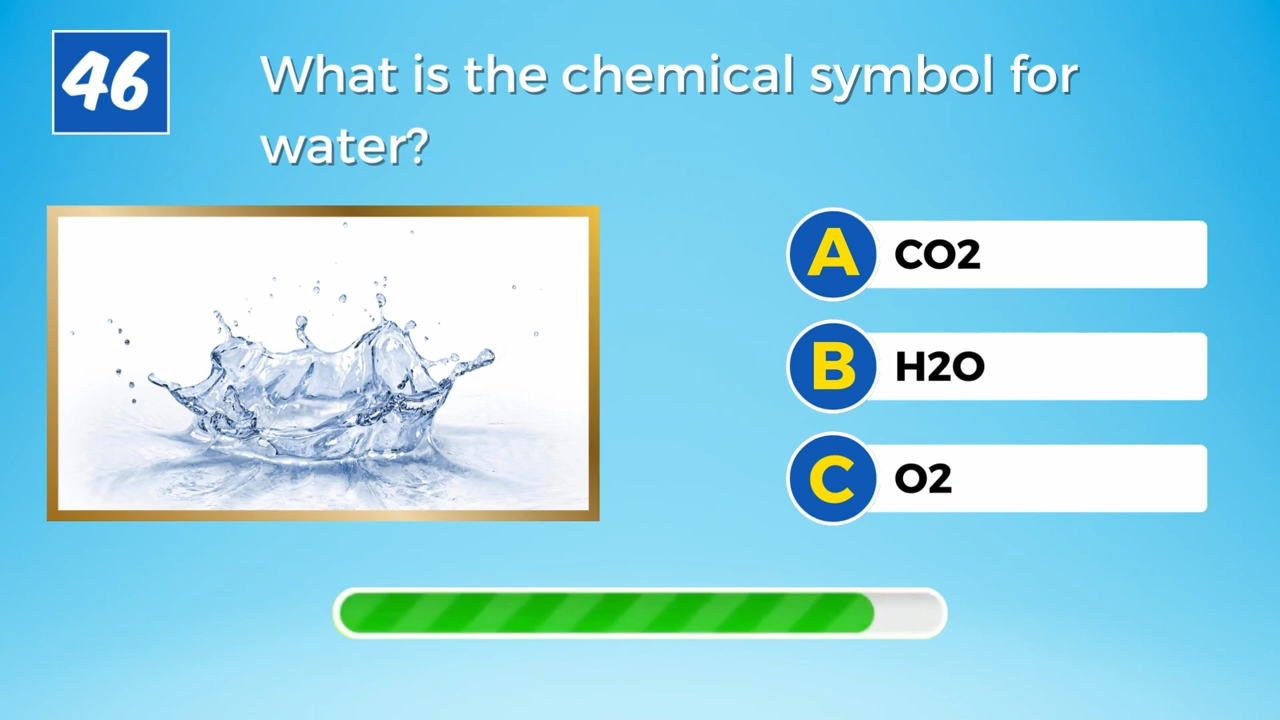 46
What is the chemical symbol for
water?
A CO2
B H2O
C O2